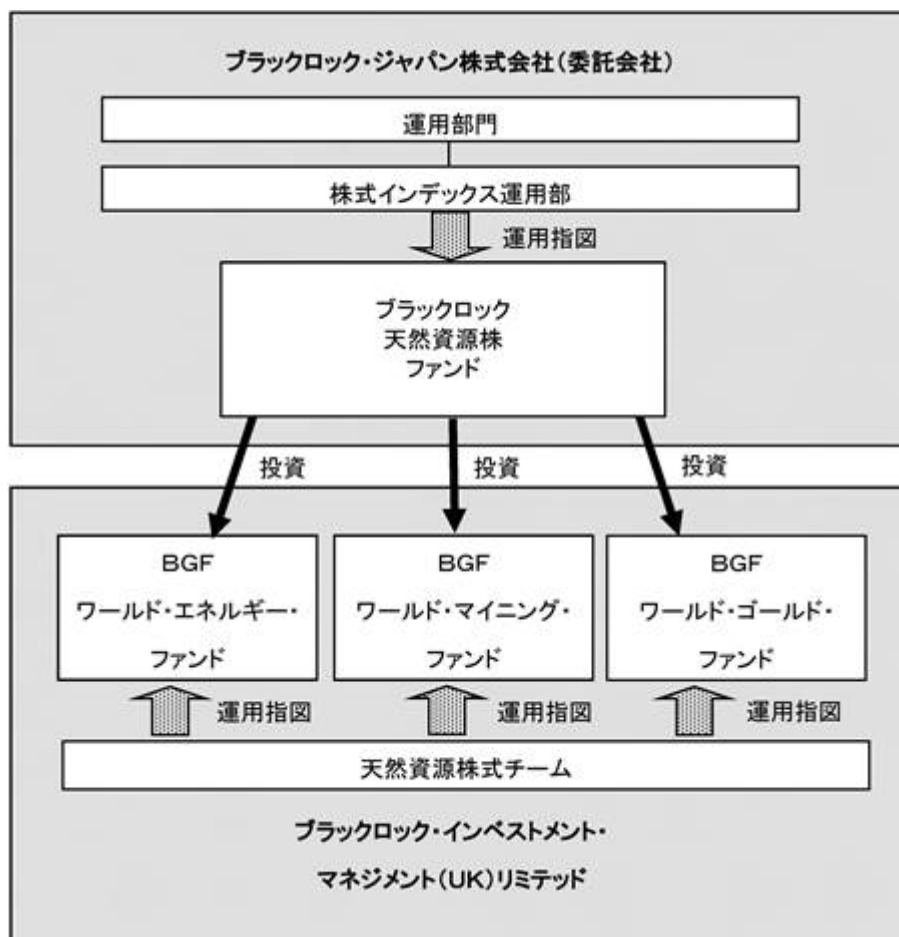 ブラックロック・ジャパン株式会社(委託会社)
運用部門
株式インデックス運用部
運用指図
ブラックロック
天然資源株
ファンド
投資
投資
投資
BGF
ワールド・エネルギー・
ファンド
BGF
ワールド・マイニング・
ファンド
BGF
ワールド・ゴールド・
ファンド
運用指図
運用指図
運用指図
天然資源株式チーム
ブラックロック・インベストメント・
マネジメント(UK)リミテッド